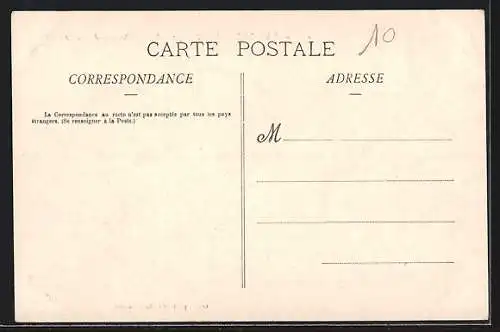 CARTE POSTALE
10
CORRESPONDANCE
ADRESSE
La Correspondance au recto n'est pas acceptée par tous les pays
étrangers. (Se renseigner à la Poste.)
M